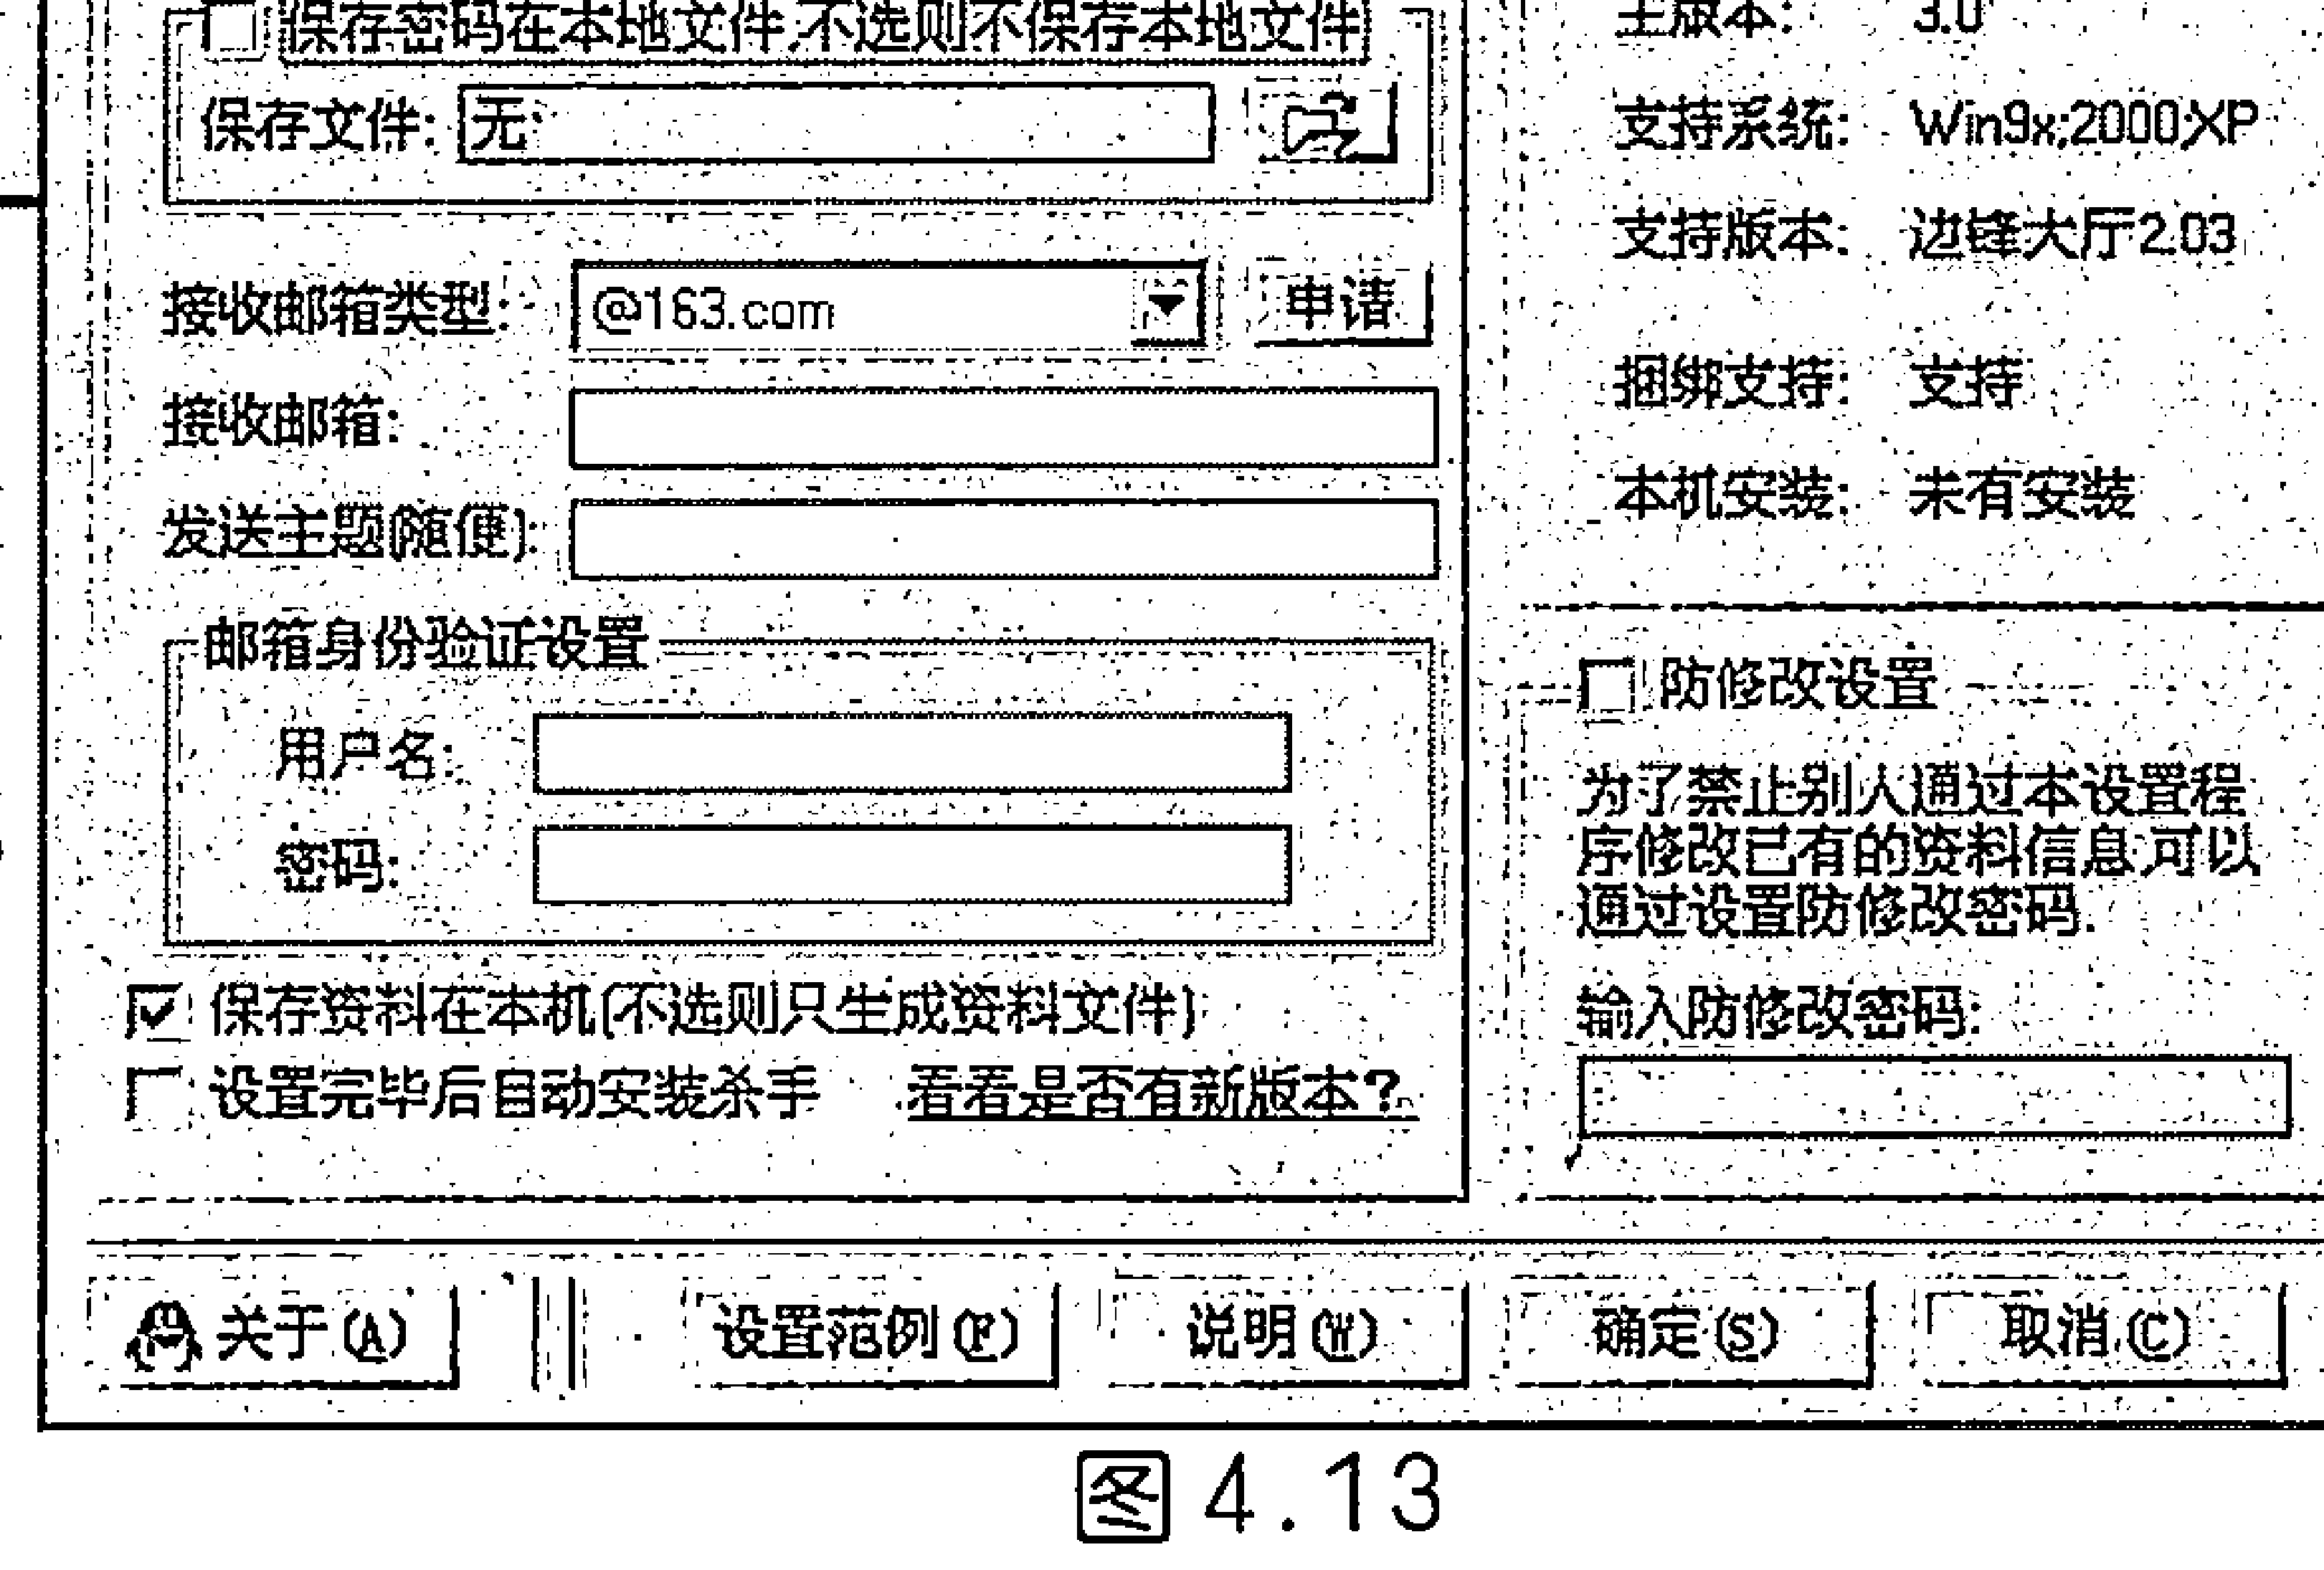 保存密码在本地文件,不选则不保存本地文件
保存文件: 无
接收邮箱类型: @163.com 申请
接收邮箱:
发送主题(随便):
邮箱身份验证设置
用户名:
密码:
保存资料在本机(不选则只生成资料文件)
设置完毕后自动安装杀手 看看是否有新版本?
主版本: 3.0
支持系统: Win9x;2000;XP
支持版本: 边锋大厅2.03
捆绑支持: 支持
本机安装: 未有安装
防修改设置
为了禁止别人通过本设置程
序修改已有的资料信息,可以
通过设置防修改密码.
输入防修改密码:
关于(A) 设置范例(F) 说明(W) 确定(S) 取消(C)
图 4.13